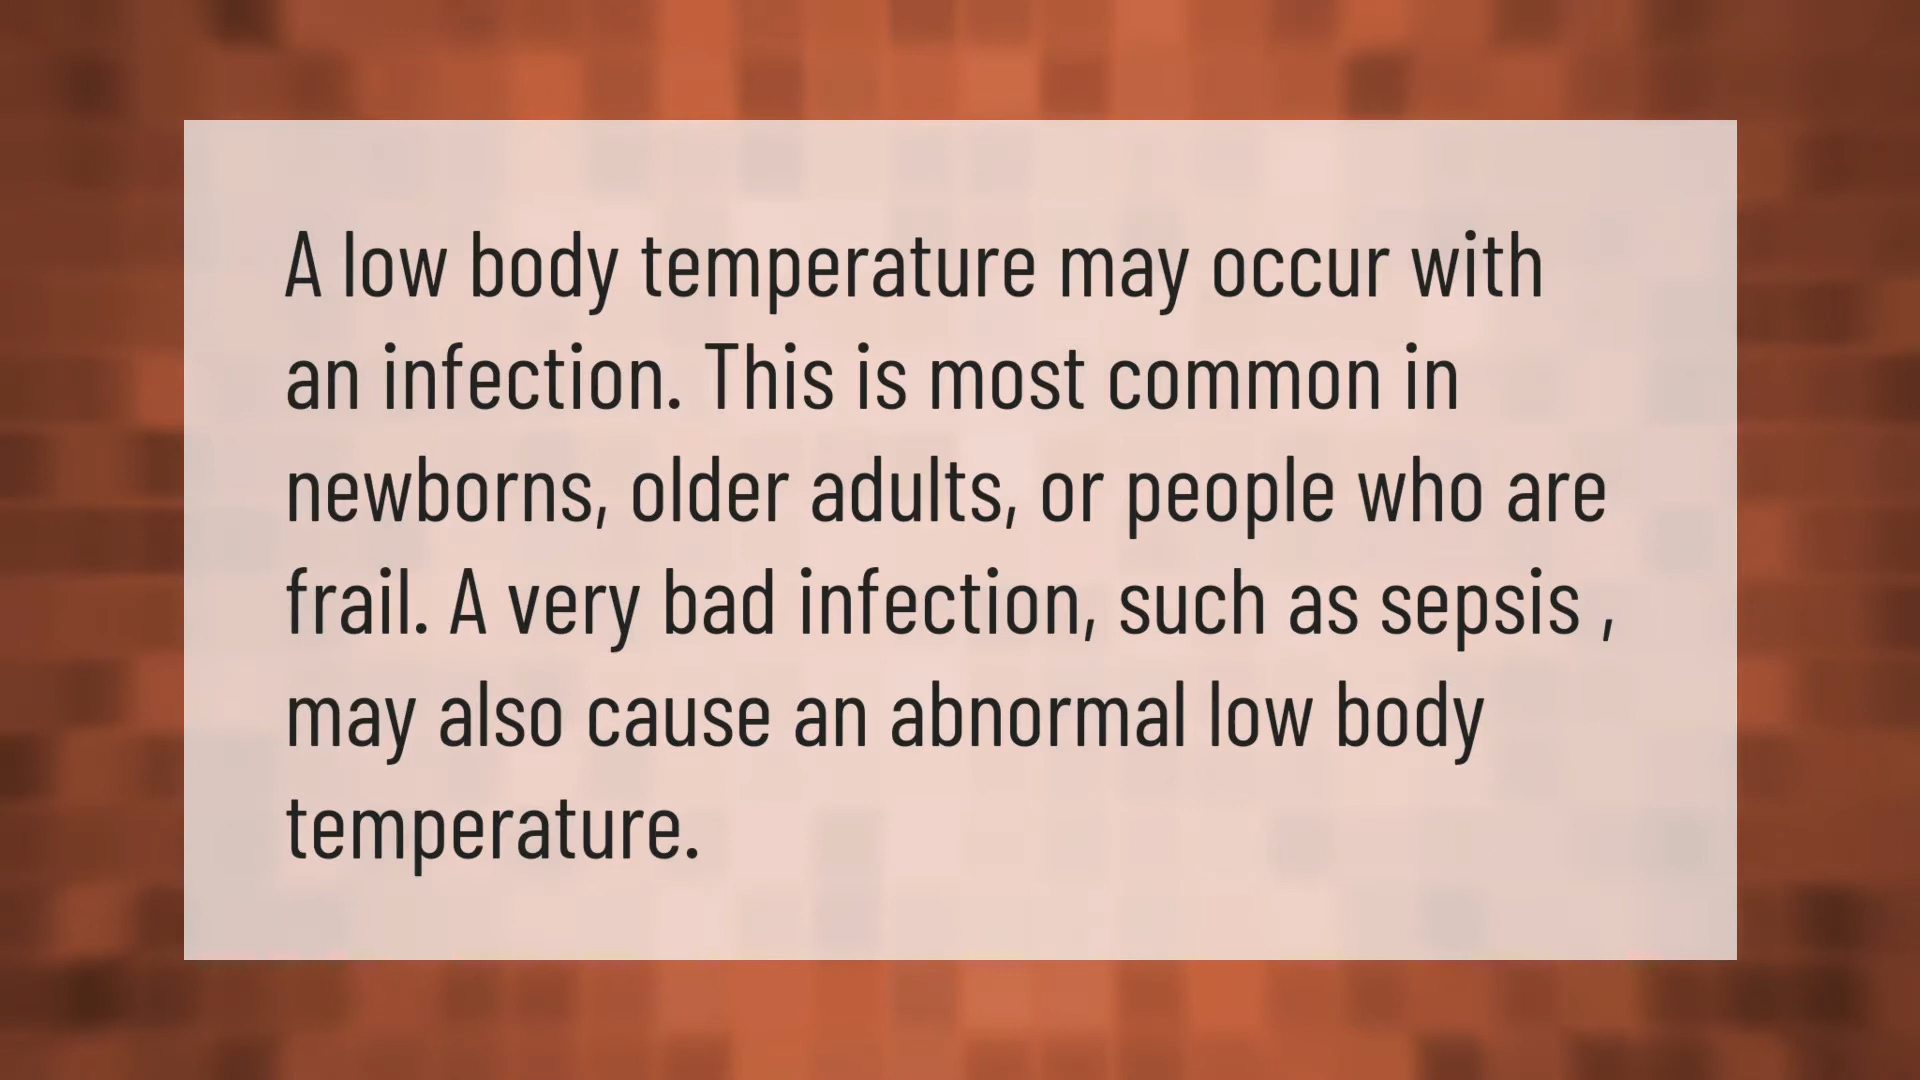 A low body temperature may occur with
an infection. This is most common in
newborns, older adults, or people who are
frail. A very bad infection, such as sepsis ,
may also cause an abnormal low body
temperature.